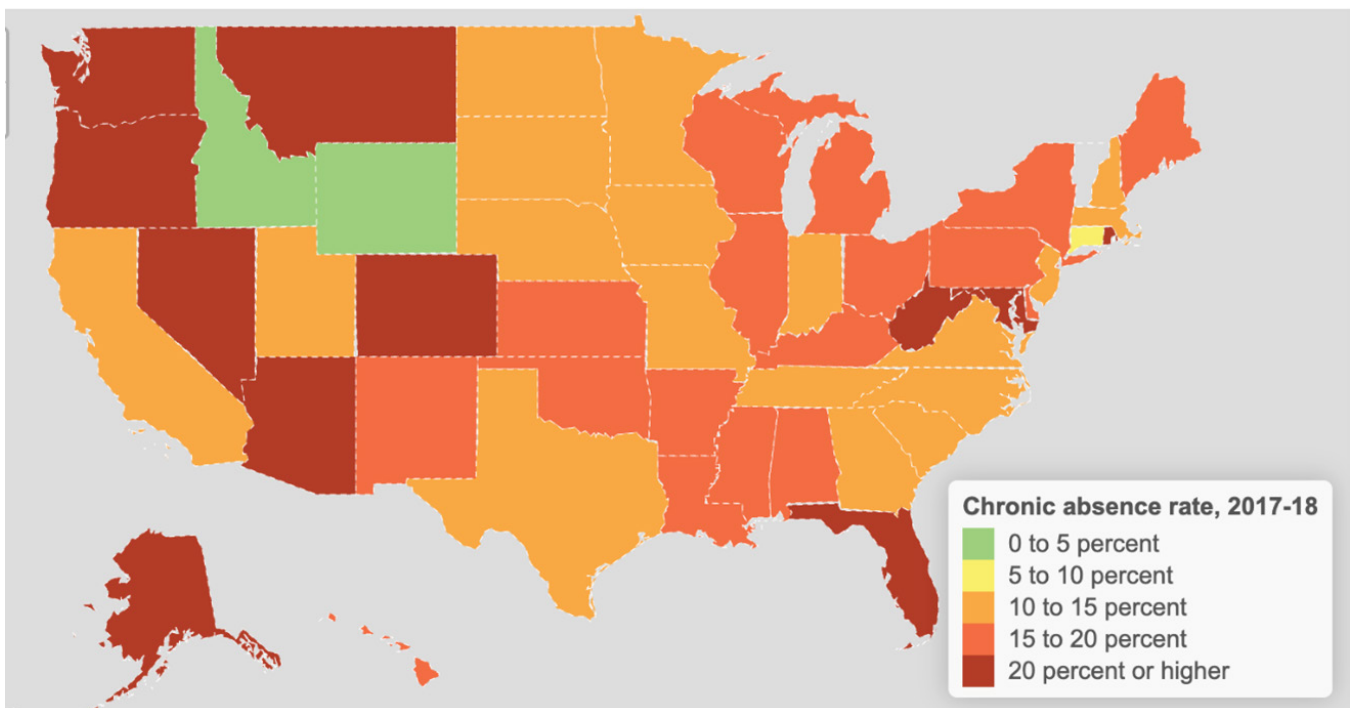 Chronic absence rate, 2017-18
0 to 5 percent
5 to 10 percent
10 to 15 percent
15 to 20 percent
20 percent or higher